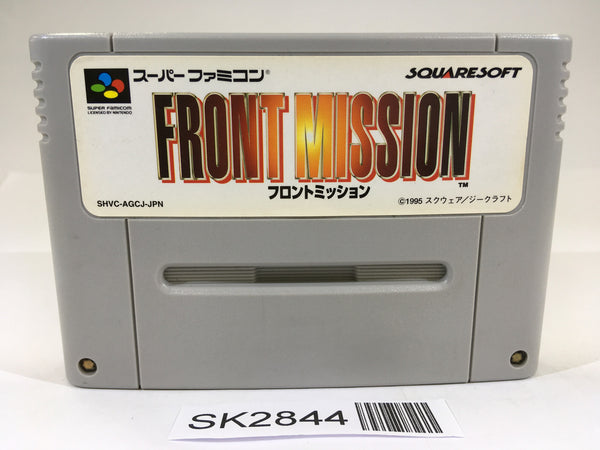 スーパーファミコン®
SQUARESOFT
SUPER FAMICOM
LICENSED BY NINTENDO
FRONT MISSION™
フロントミッション
SHVC-AGCJ-JPN
©1995 スクウェア/ジークラフト
SK2844